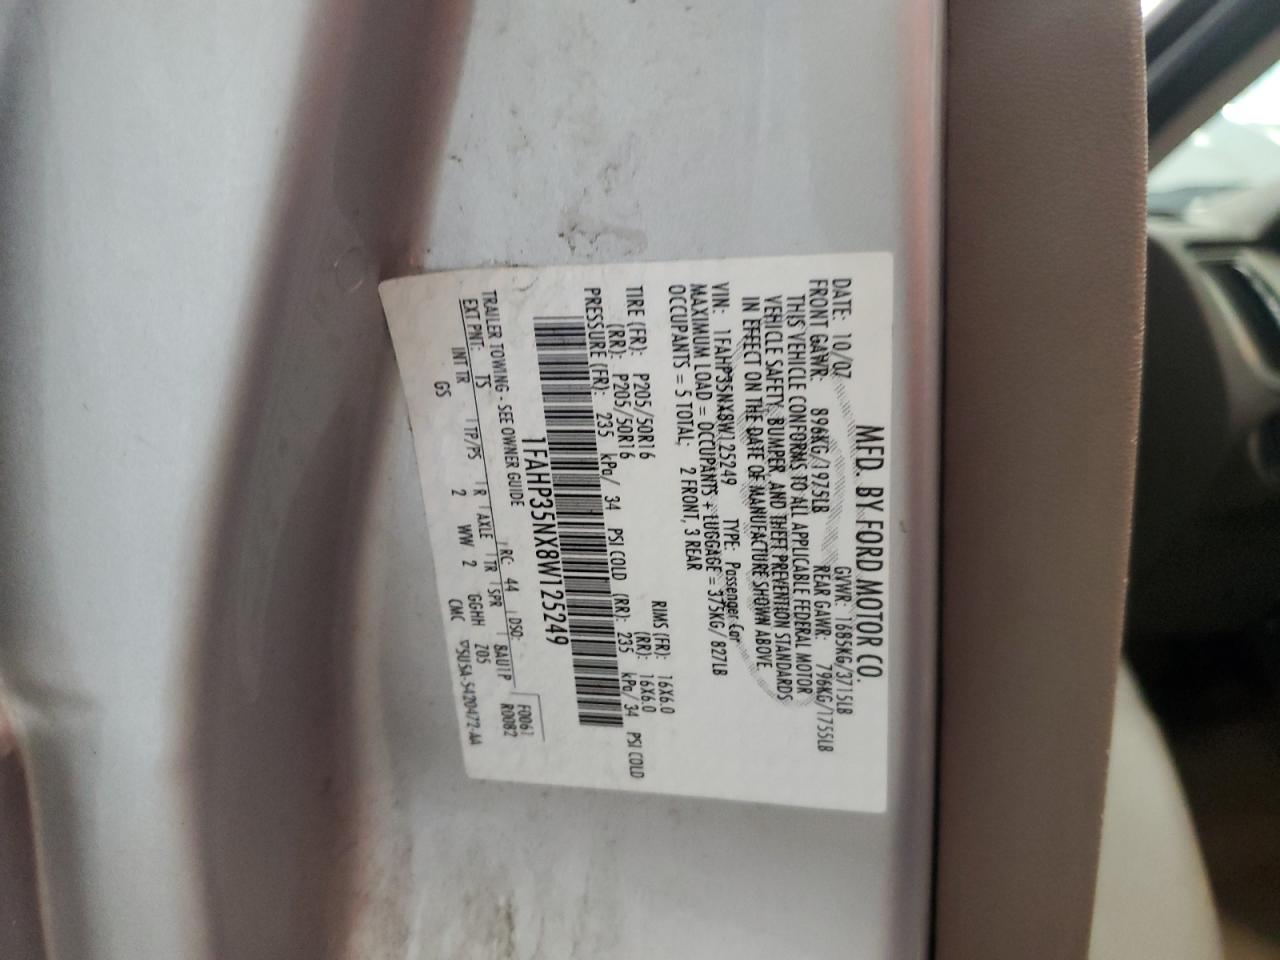 MFD. BY FORD MOTOR CO.
DATE: 10/07 GVWR: 1685KG/3715LB
FRONT GAWR: 896KG/1975LB REAR GAWR: 796KG/1755LB
THIS VEHICLE CONFORMS TO ALL APPLICABLE FEDERAL MOTOR
VEHICLE SAFETY, BUMPER, AND THEFT PREVENTION STANDARDS
IN EFFECT ON THE DATE OF MANUFACTURE SHOWN ABOVE.
VIN: 1FAHP35NX8W125249 TYPE: Passenger Car
MAXIMUM LOAD = OCCUPANTS + LUGGAGE = 375KG/ 827LB
OCCUPANTS = 5 TOTAL; 2 FRONT, 3 REAR
TIRE (FR): P205/50R16 RIMS (FR): 16X6.0
(RR): P205/50R16 (RR): 16X6.0
PRESSURE (FR): 235 kPa/ 34 PSI COLD (RR): 235 kPa/ 34 PSI COLD
1FAHP35NX8W125249
TRAILER TOWING - SEE OWNER GUIDE F0061
RC: 44 DSO: R0082
EXT PNT: TS 8AU1P
INT TR TP/PS R AXLE TR SPR
GS 2 WW 2 GGHH Z05
CMC 5U5A-5420472-AA